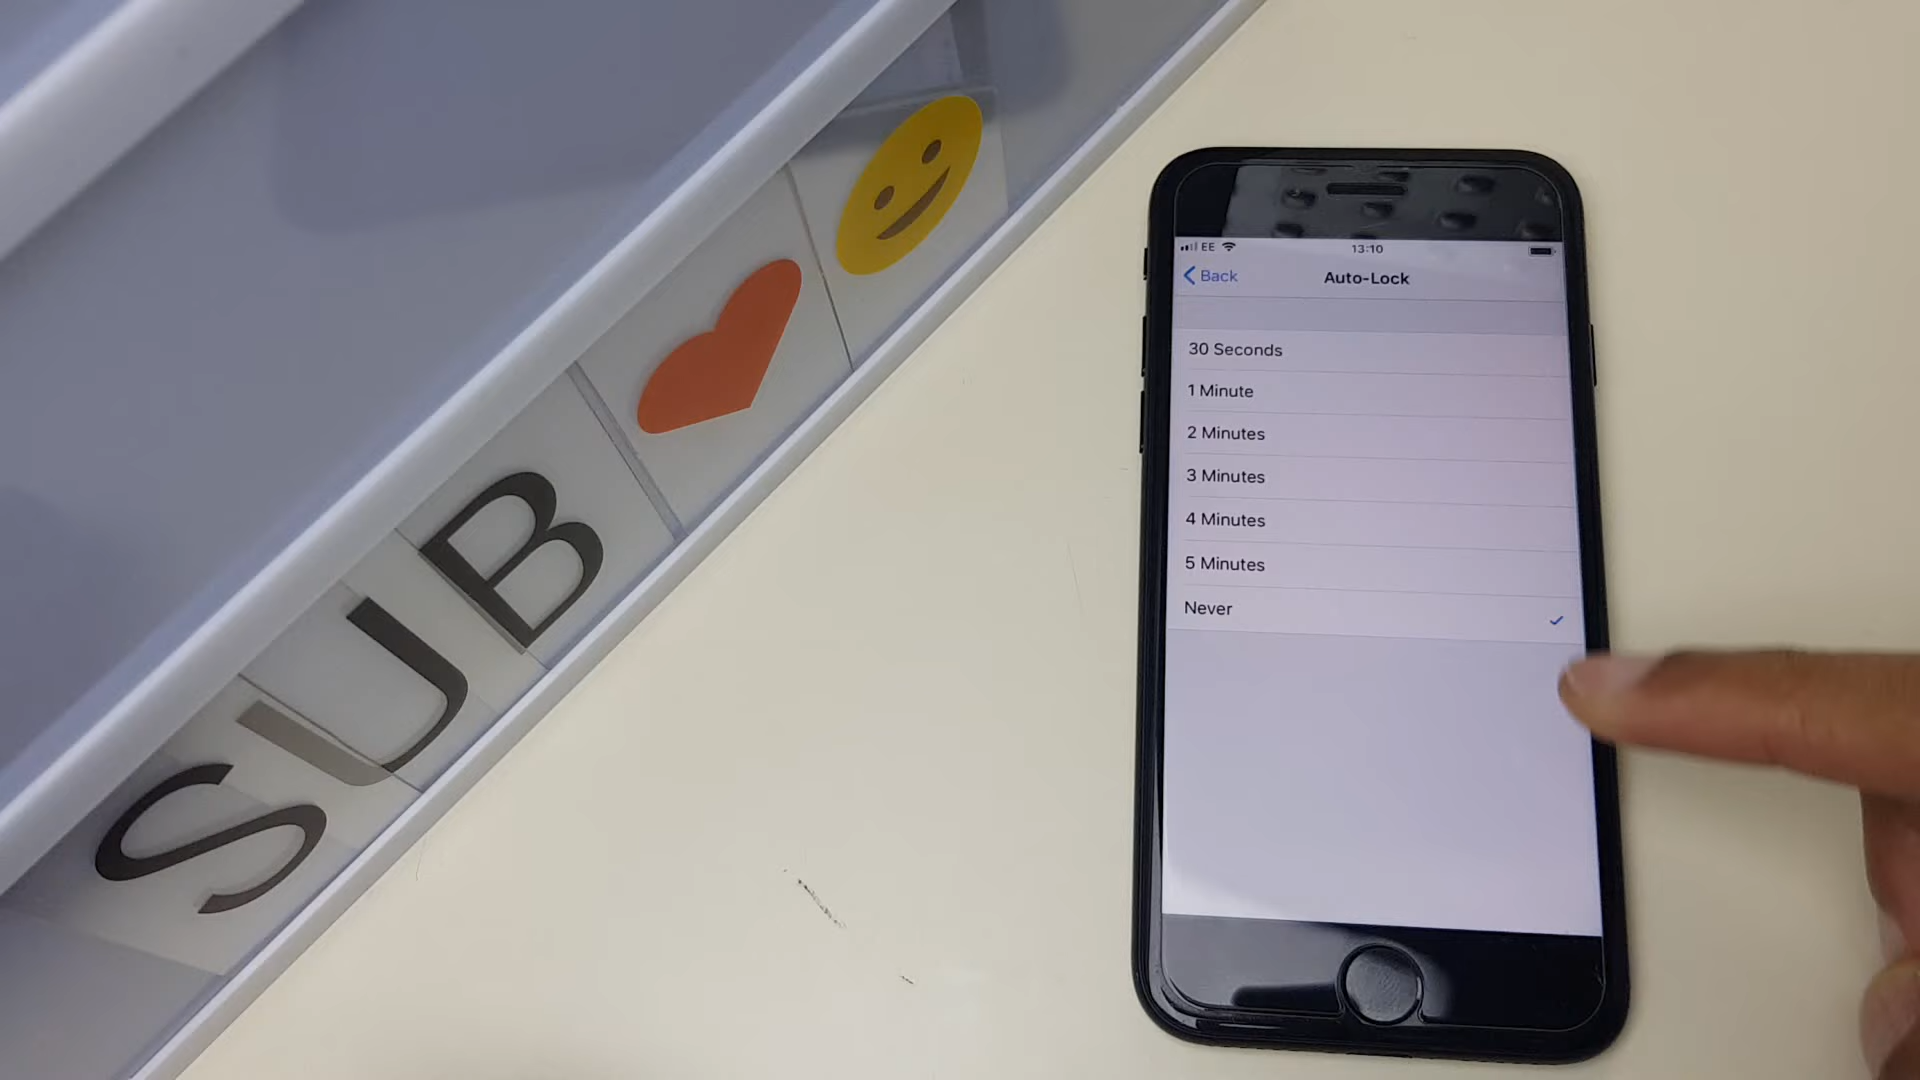 SUB
EE 13:10
Back Auto-Lock
30 Seconds
1 Minute
2 Minutes
3 Minutes
4 Minutes
5 Minutes
Never